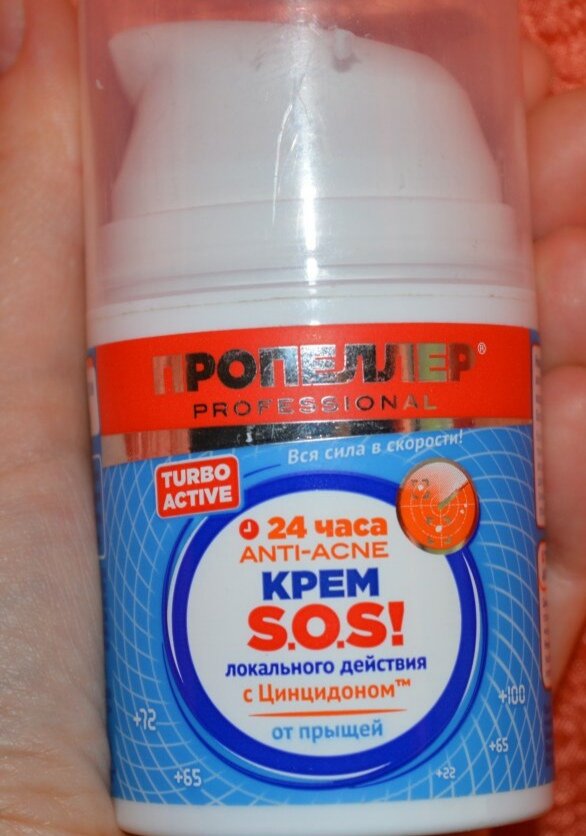 ПРОПЕЛЛЕР®
PROFESSIONAL
Вся сила в скорости!
TURBO
ACTIVE
24 часа
ANTI-ACNE
КРЕМ
S.O.S!
локального действия
с Цинцидоном™
от прыщей
+100
+72
+65
+65
+22